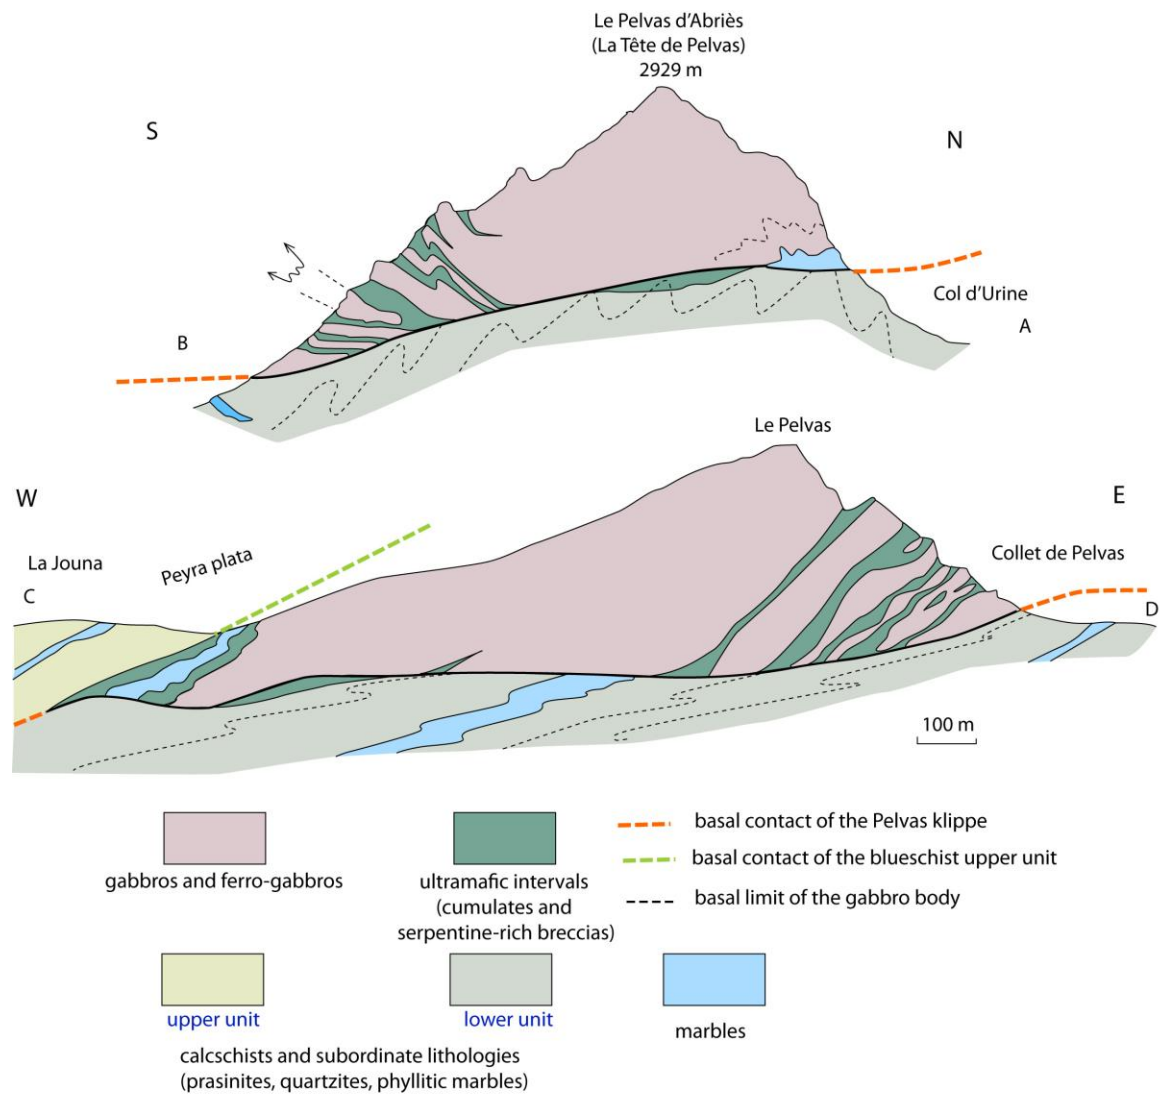 Le Pelvas d'Abriès
(La Tête de Pelvas)
2929 m
S
N
Col d'Urine
A
B
Le Pelvas
W
E
La Jouna
Peyra plata
Collet de Pelvas
C
D
100 m
gabbros and ferro-gabbros
ultramafic intervals
(cumulates and
serpentine-rich breccias)
basal contact of the Pelvas klippe
basal contact of the blueschist upper unit
basal limit of the gabbro body
upper unit
lower unit
marbles
calcschists and subordinate lithologies
(prasinites, quartzites, phyllitic marbles)